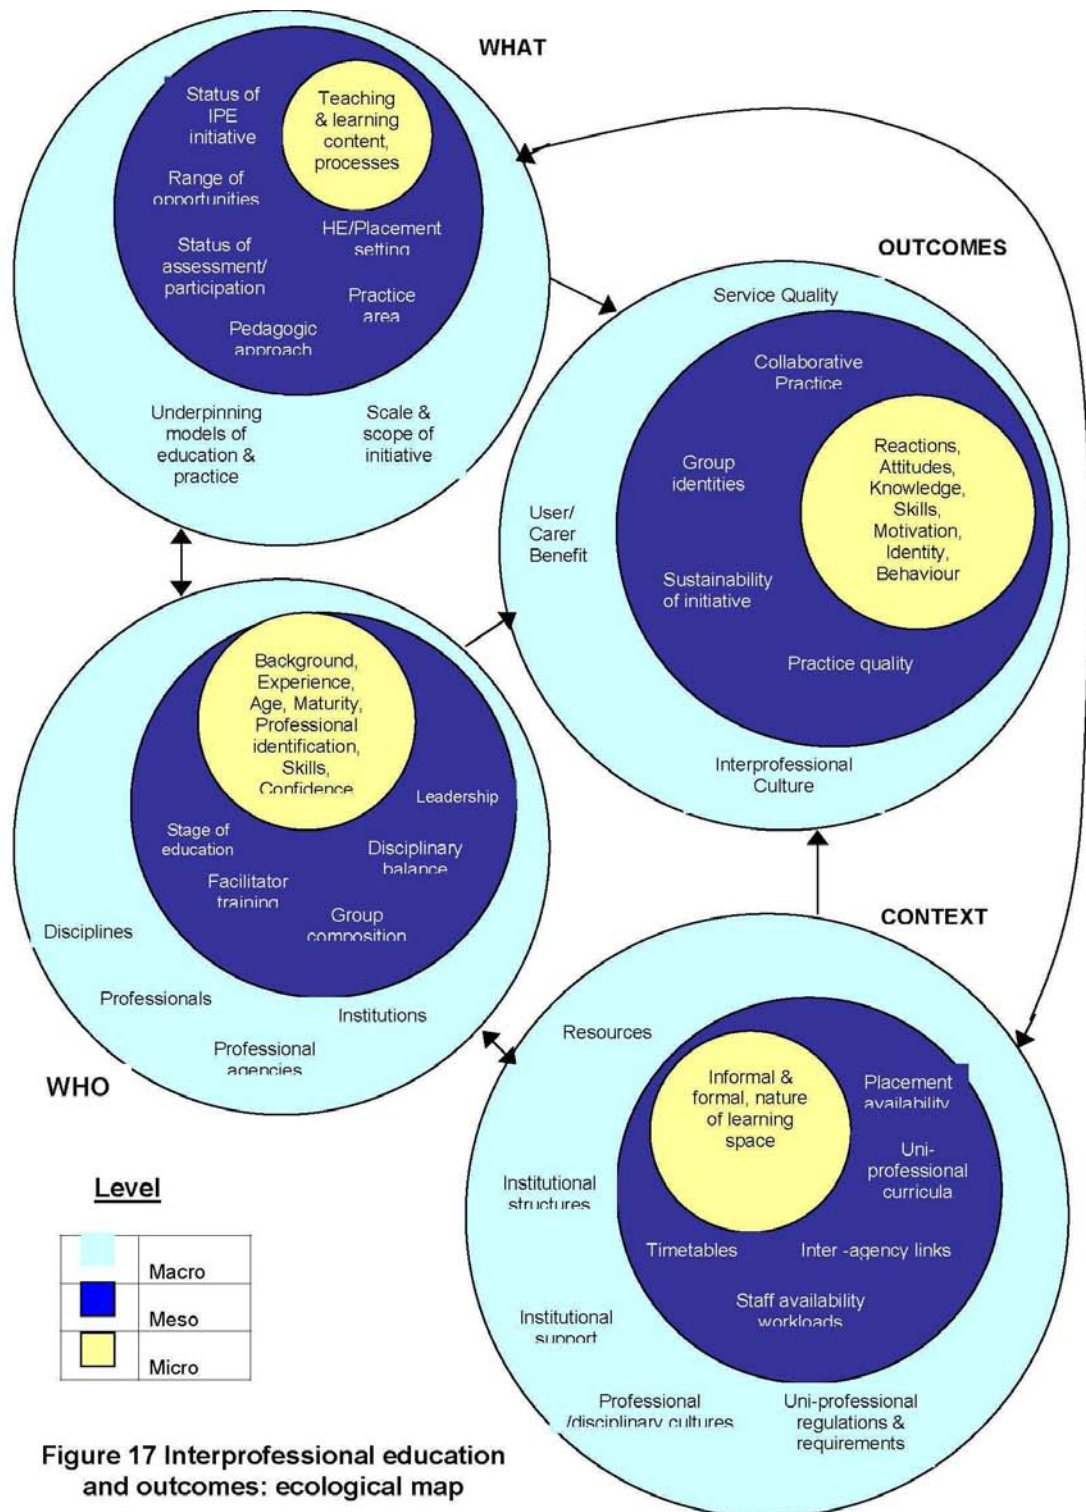 WHAT
Status of
IPE
initiative
Teaching
& learning
content,
processes
Range of
opportunities
HE/Placement
setting
Status of
assessment/
participation
Practice
area
Pedagogic
approach
Underpinning
models of
education &
practice
Scale &
scope of
initiative
OUTCOMES
Service Quality
Collaborative
Practice
Group
identities
Reactions,
Attitudes,
Knowledge,
Skills,
Motivation,
Identity,
Behaviour
User/
Carer
Benefit
Sustainability
of initiative
Practice quality
Interprofessional
Culture
Background,
Experience,
Age, Maturity,
Professional
identification,
Skills,
Confidence
Leadership
Stage of
education
Disciplinary
balance
Facilitator
training
Group
composition
Disciplines
Professionals
Institutions
Professional
agencies
WHO
CONTEXT
Resources
Informal &
formal, nature
of learning
space
Placement
availability
Uni-
professional
curricula
Institutional
structures
Timetables
Inter -agency links
Staff availability
workloads
Institutional
support
Professional
/disciplinary cultures
Uni-professional
regulations &
requirements
Level
Macro
Meso
Micro
Figure 17 Interprofessional education
and outcomes: ecological map